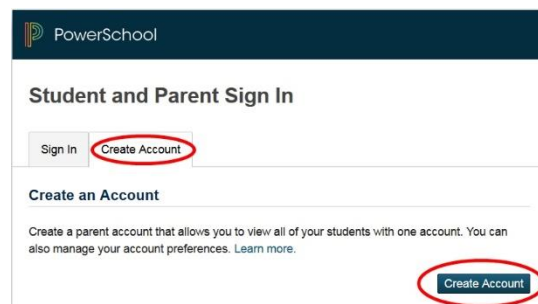 PowerSchool
Student and Parent Sign In
Sign In Create Account
Create an Account
Create a parent account that allows you to view all of your students with one account. You can
also manage your account preferences. Learn more.
Create Account